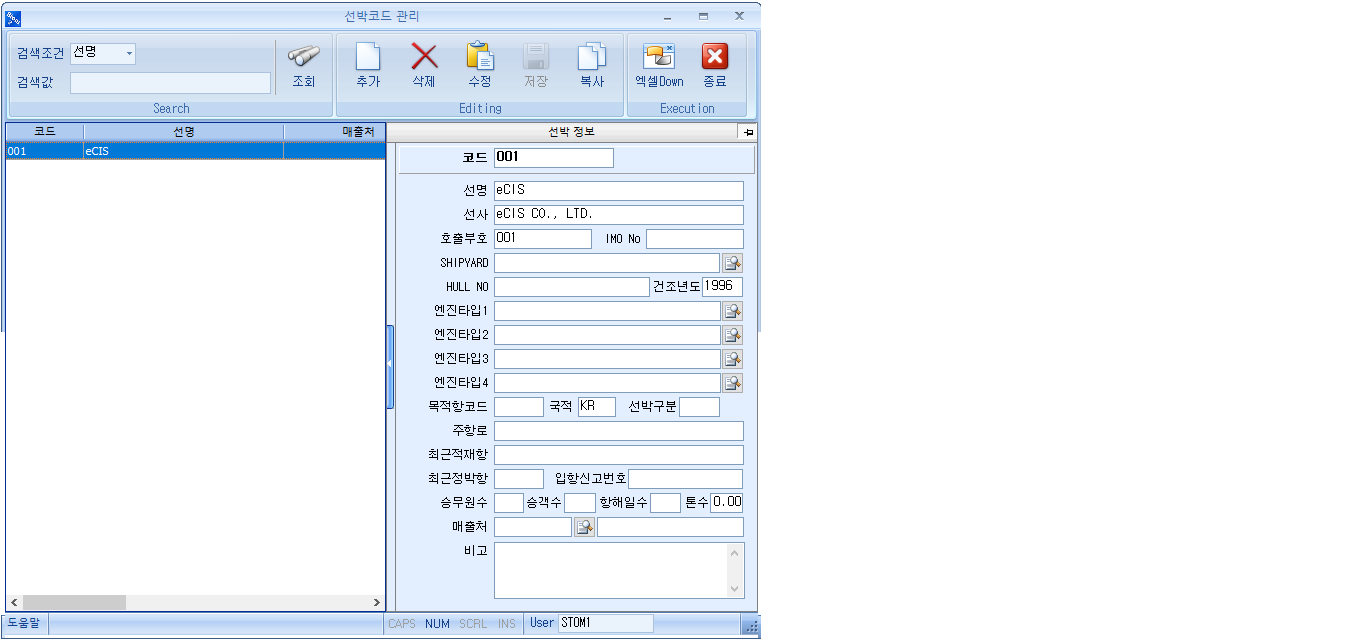 선박코드 관리
검색조건 선명
검색값
조회 추가 삭제 수정 저장 복사 엑셀Down 종료
Search Editing Execution
코드 선명 매출처
001 eCIS
선박 정보
코드 001
선명 eCIS
선사 eCIS CO., LTD.
호출부호 001 IMO No
SHIPYARD
HULL NO 건조년도 1996
엔진타입1
엔진타입2
엔진타입3
엔진타입4
목적항코드 국적 KR 선박구분
주항로
최근적재항
최근정박항 입항신고번호
승무원수 승객수 항해일수 톤수 0.00
매출처
비고
도움말 CAPS NUM SCRL INS User STOM1